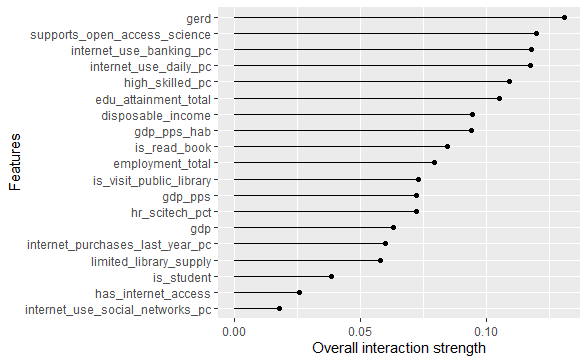 gerd
supports_open_access_science
internet_use_banking_pc
internet_use_daily_pc
high_skilled_pc
edu_attainment_total
disposable_income
gdp_pps_hab
is_read_book
employment_total
is_visit_public_library
gdp_pps
hr_scitech_pct
gdp
internet_purchases_last_year_pc
limited_library_supply
is_student
has_internet_access
internet_use_social_networks_pc
Features
0.00 0.05 0.10
Overall interaction strength